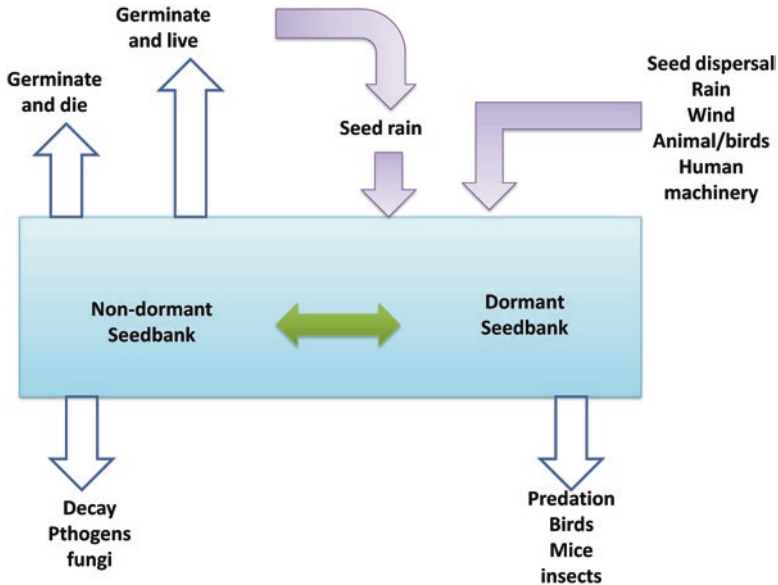 Germinate
and live
Germinate
and die
Seed rain
Seed dispersal
Rain
Wind
Animal/birds
Human
machinery
Non-dormant
Seedbank
Dormant
Seedbank
Decay
Pthogens
fungi
Predation
Birds
Mice
insects